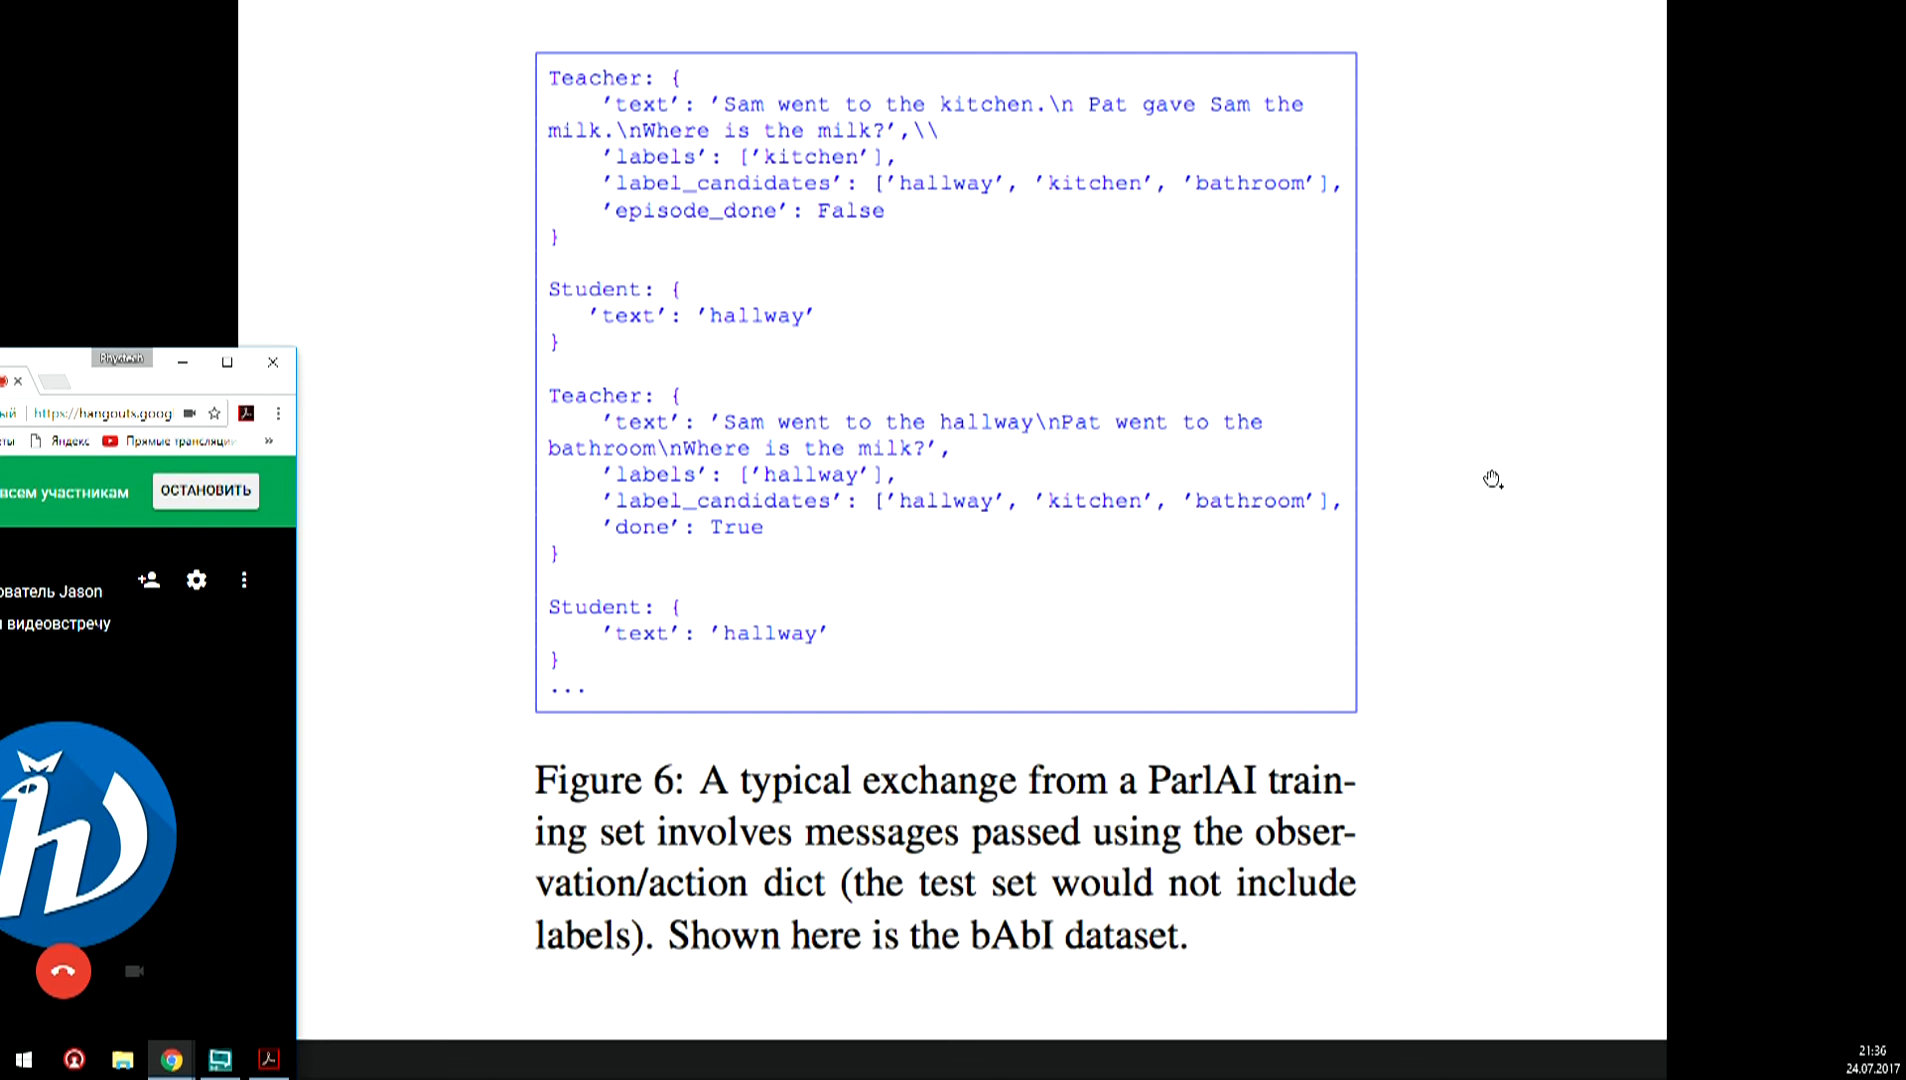 Teacher: {
'text': 'Sam went to the kitchen.\n Pat gave Sam the
milk.\nWhere is the milk?',\\
'labels': ['kitchen'],
'label_candidates': ['hallway', 'kitchen', 'bathroom'],
'episode_done': False
}
Student: {
'text': 'hallway'
}
Teacher: {
'text': 'Sam went to the hallway\nPat went to the
bathroom\nWhere is the milk?',
'labels': ['hallway'],
'label_candidates': ['hallway', 'kitchen', 'bathroom'],
'done': True
}
Student: {
'text': 'hallway'
}
...
Figure 6: A typical exchange from a ParlAI train-
ing set involves messages passed using the obser-
vation/action dict (the test set would not include
labels). Shown here is the bAbI dataset.
Phystech
ый https://hangouts.goog
еты Яндекс Прямые трансляци
всем участникам ОСТАНОВИТЬ
ователь Jason
видеовстречу
21:36
24.07.2017